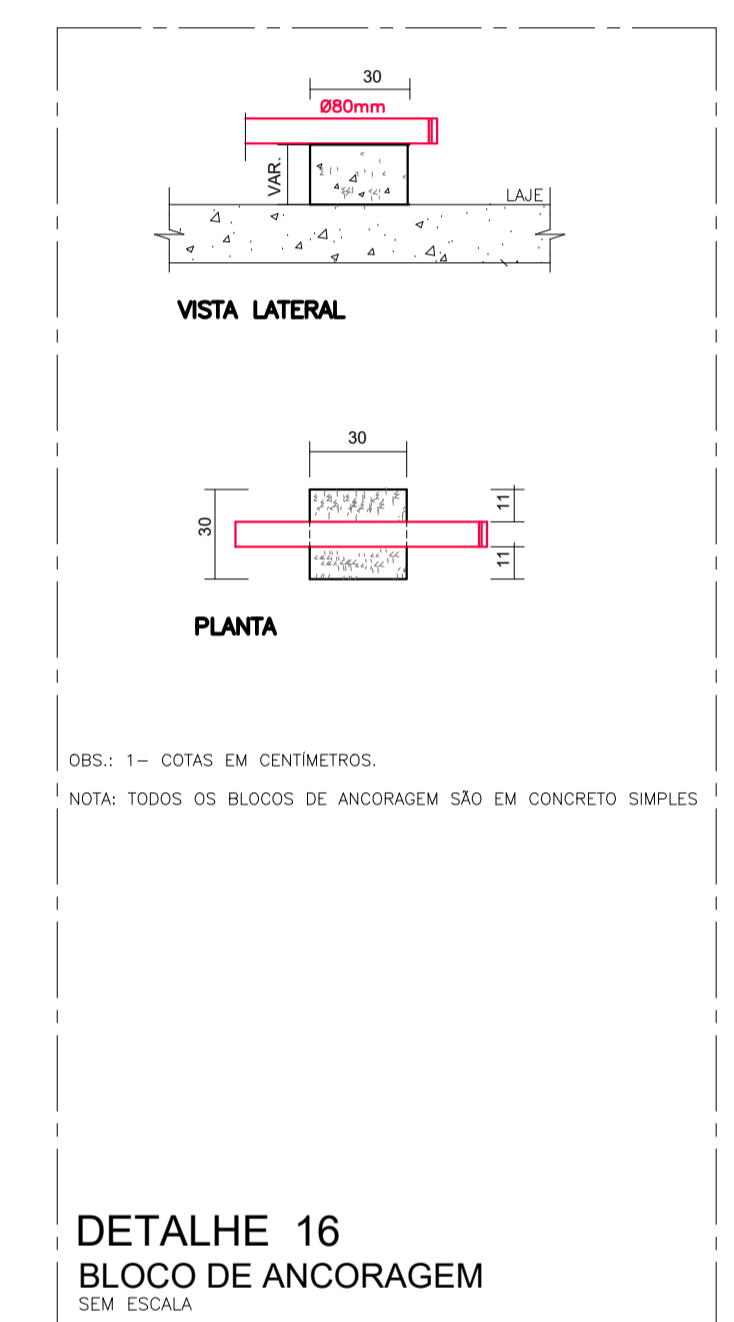 30
Ø80mm
VAR.
LAJE
VISTA LATERAL
30
30
11
11
PLANTA
OBS.: 1- COTAS EM CENTÍMETROS.
NOTA: TODOS OS BLOCOS DE ANCORAGEM SÃO EM CONCRETO SIMPLES
DETALHE 16
BLOCO DE ANCORAGEM
SEM ESCALA